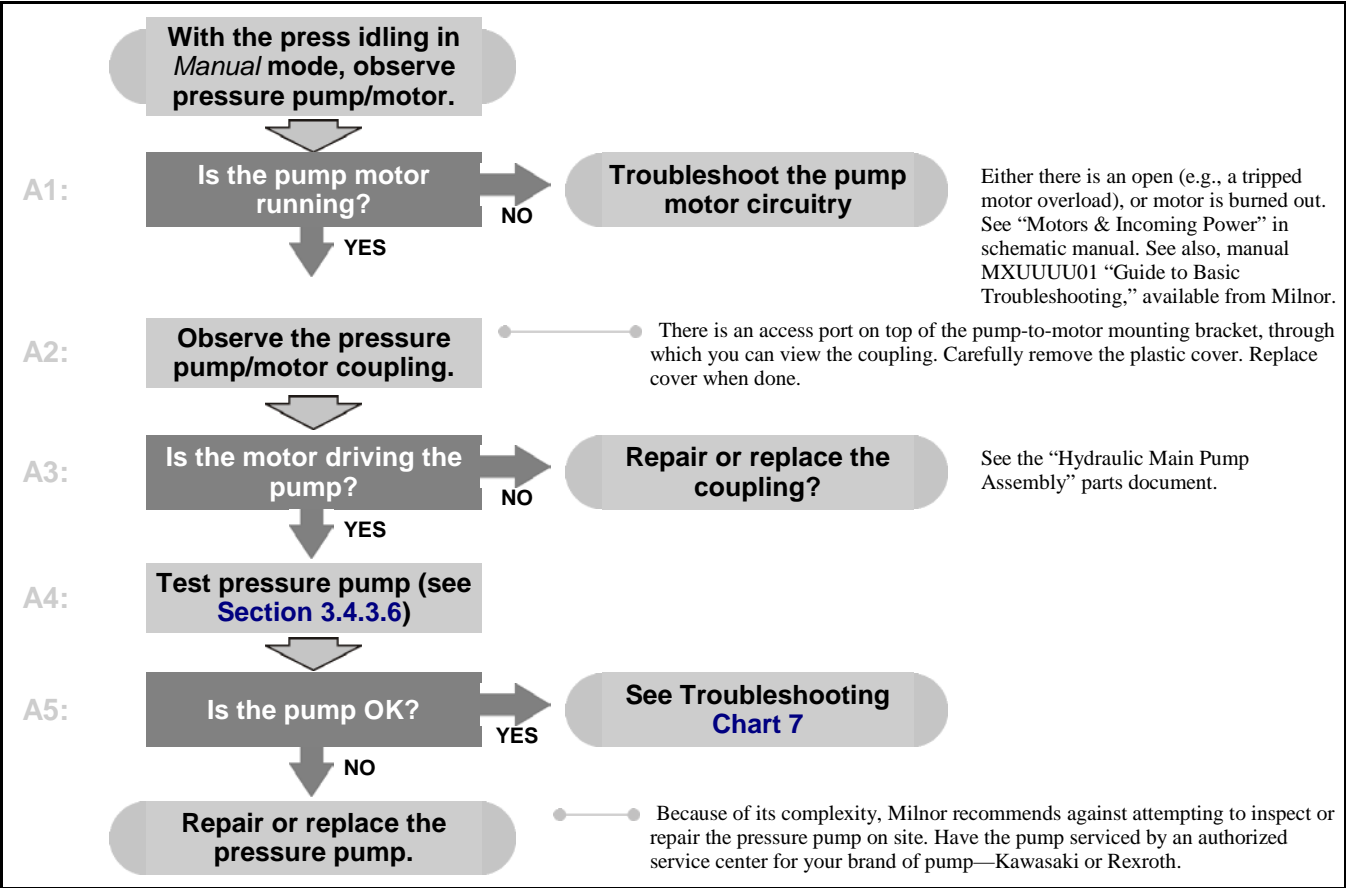 With the press idling in
Manual mode, observe
pressure pump/motor.
A1:
Is the pump motor
running?
NO
YES
Troubleshoot the pump
motor circuitry
Either there is an open (e.g., a tripped
motor overload), or motor is burned out.
See “Motors & Incoming Power” in
schematic manual. See also, manual
MXUUUU01 “Guide to Basic
Troubleshooting,” available from Milnor.
A2:
Observe the pressure
pump/motor coupling.
There is an access port on top of the pump-to-motor mounting bracket, through
which you can view the coupling. Carefully remove the plastic cover. Replace
cover when done.
A3:
Is the motor driving the
pump?
NO
YES
Repair or replace the
coupling?
See the “Hydraulic Main Pump
Assembly” parts document.
A4:
Test pressure pump (see
Section 3.4.3.6)
A5:
Is the pump OK?
YES
NO
See Troubleshooting
Chart 7
Repair or replace the
pressure pump.
Because of its complexity, Milnor recommends against attempting to inspect or
repair the pressure pump on site. Have the pump serviced by an authorized
service center for your brand of pump—Kawasaki or Rexroth.